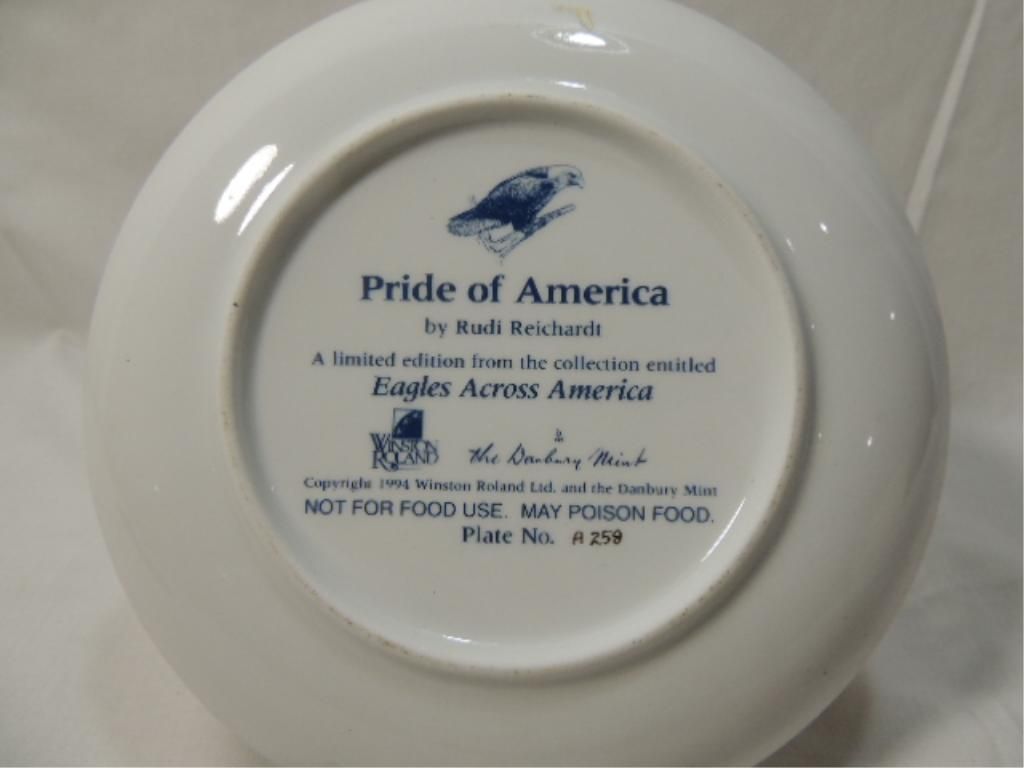 Pride of America
by Rudi Reichardt
A limited edition from the collection entitled
Eagles Across America
WINSTON ROLAND
The Danbury Mint
Copyright 1994 Winston Roland Ltd. and the Danbury Mint
NOT FOR FOOD USE. MAY POISON FOOD.
Plate No. A 258